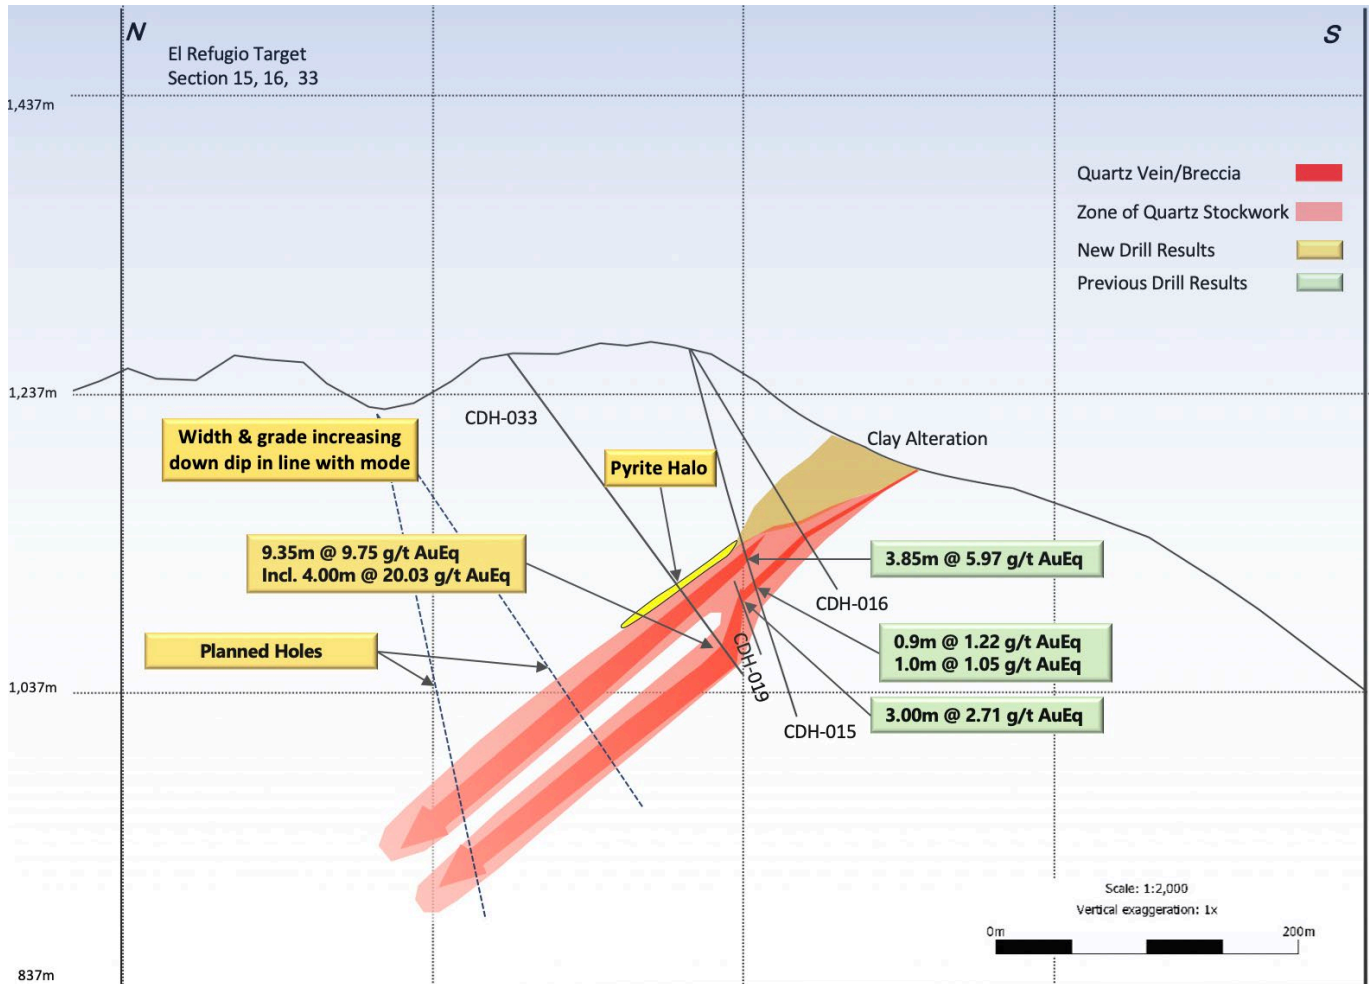 N
S
El Refugio Target
Section 15, 16, 33
1,437m
Quartz Vein/Breccia
Zone of Quartz Stockwork
New Drill Results
Previous Drill Results
1,237m
CDH-033
Width & grade increasing
down dip in line with mode
Pyrite Halo
Clay Alteration
9.35m @ 9.75 g/t AuEq
Incl. 4.00m @ 20.03 g/t AuEq
3.85m @ 5.97 g/t AuEq
CDH-016
Planned Holes
0.9m @ 1.22 g/t AuEq
1.0m @ 1.05 g/t AuEq
CDH-019
1,037m
3.00m @ 2.71 g/t AuEq
CDH-015
Scale: 1:2,000
Vertical exaggeration: 1x
0m
200m
837m